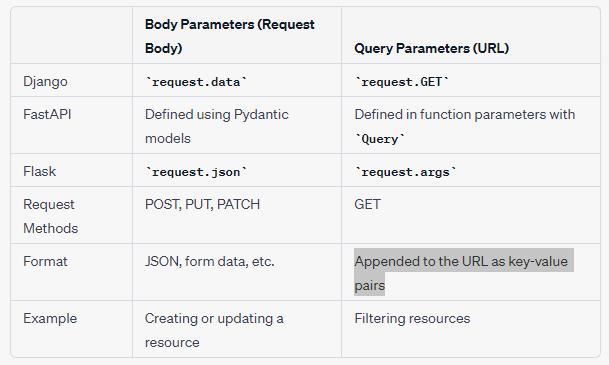 Body Parameters (Request Body) Query Parameters (URL)
Django `request.data` `request.GET`
FastAPI Defined using Pydantic models Defined in function parameters with `Query`
Flask `request.json` `request.args`
Request Methods POST, PUT, PATCH GET
Format JSON, form data, etc. Appended to the URL as key-value pairs
Example Creating or updating a resource Filtering resources